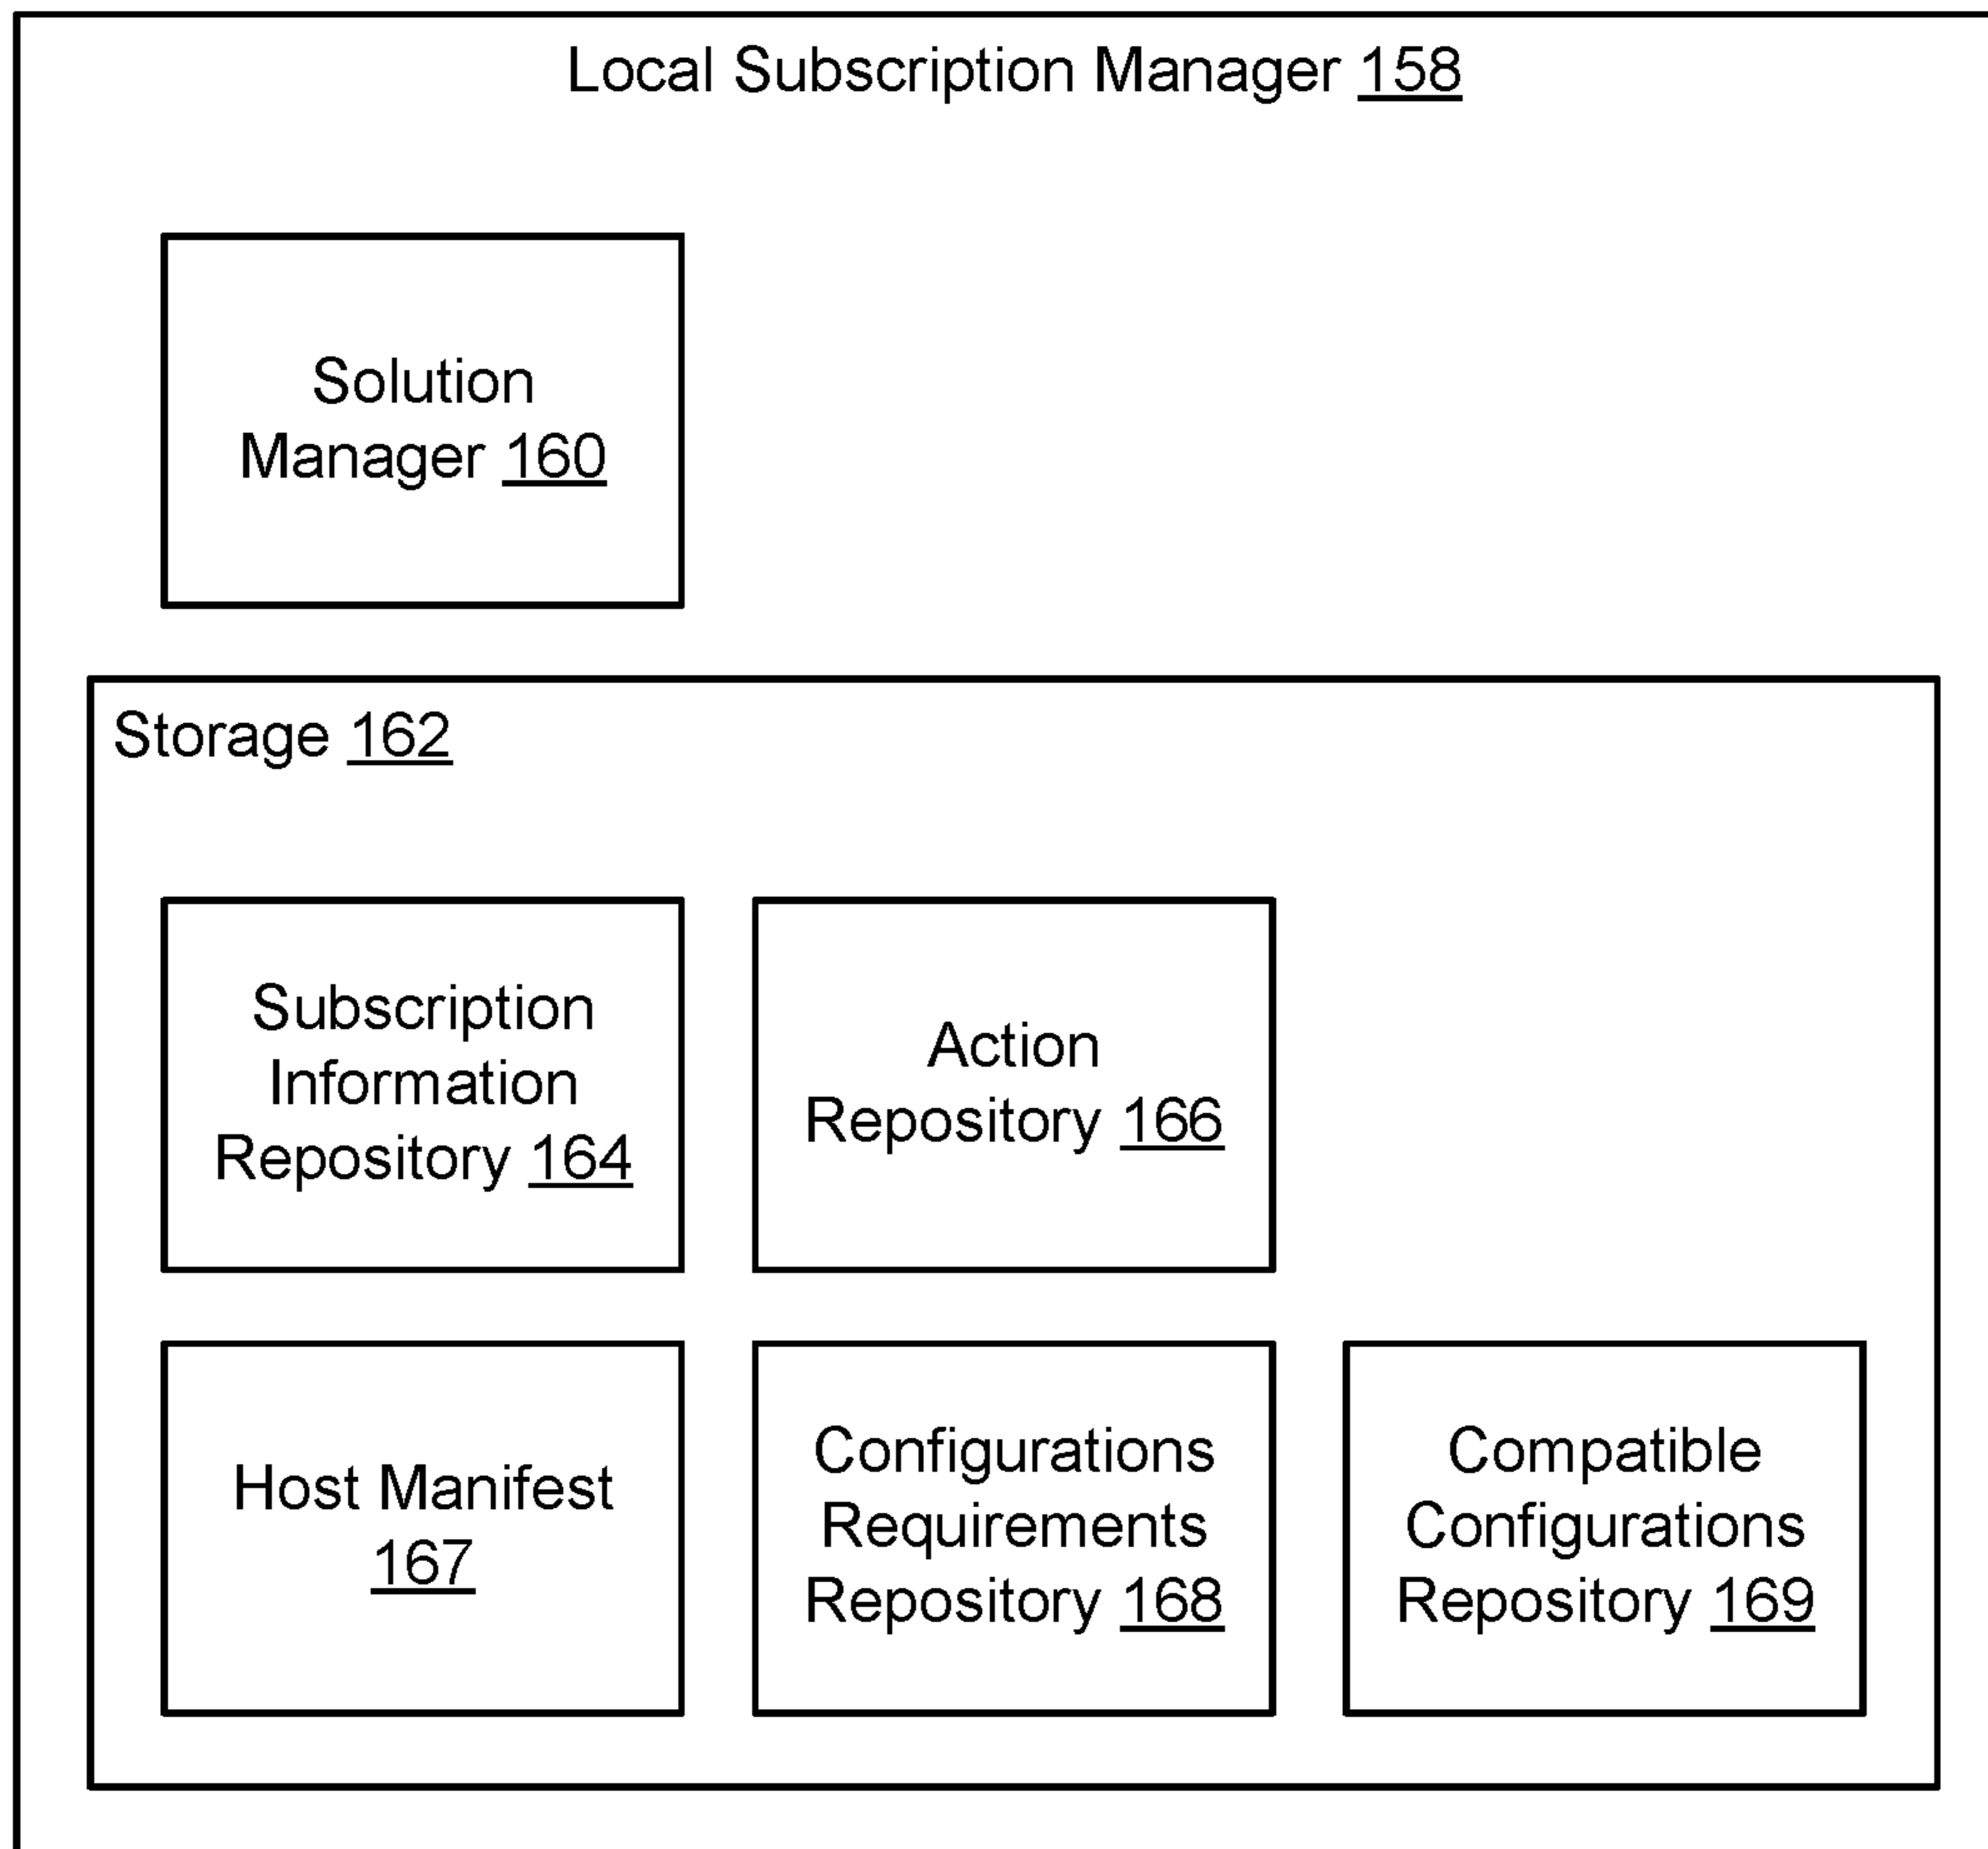 Local Subscription Manager 158
Solution
Manager 160
Storage 162
Subscription
Information
Repository 164
Action
Repository 166
Host Manifest
167
Configurations
Requirements
Repository 168
Compatible
Configurations
Repository 169